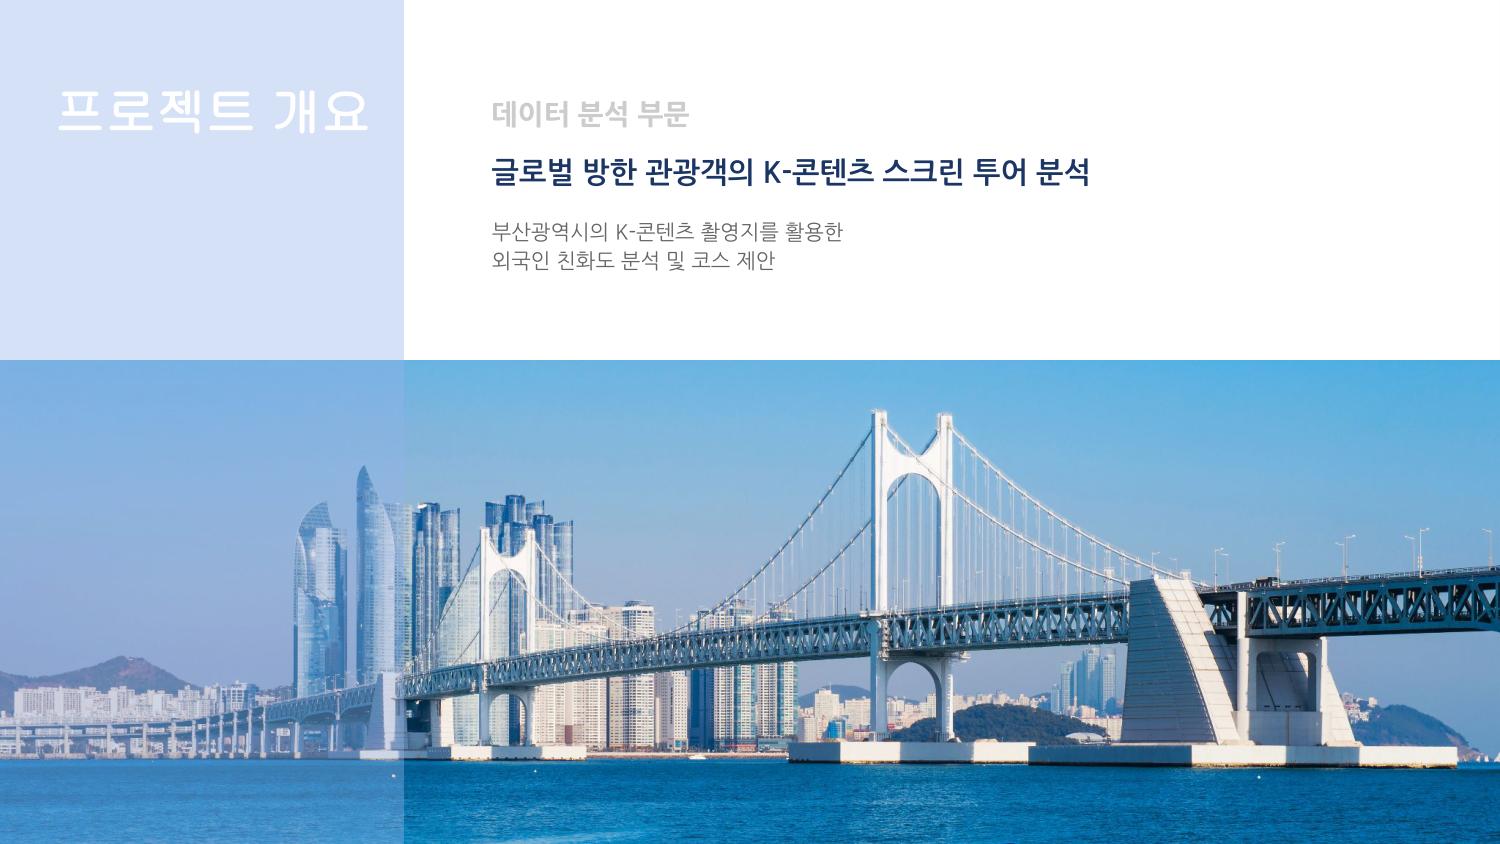 프로젝트 개요
데이터 분석 부문
글로벌 방한 관광객의 K-콘텐츠 스크린 투어 분석
부산광역시의 K-콘텐츠 촬영지를 활용한
외국인 친화도 분석 및 코스 제안